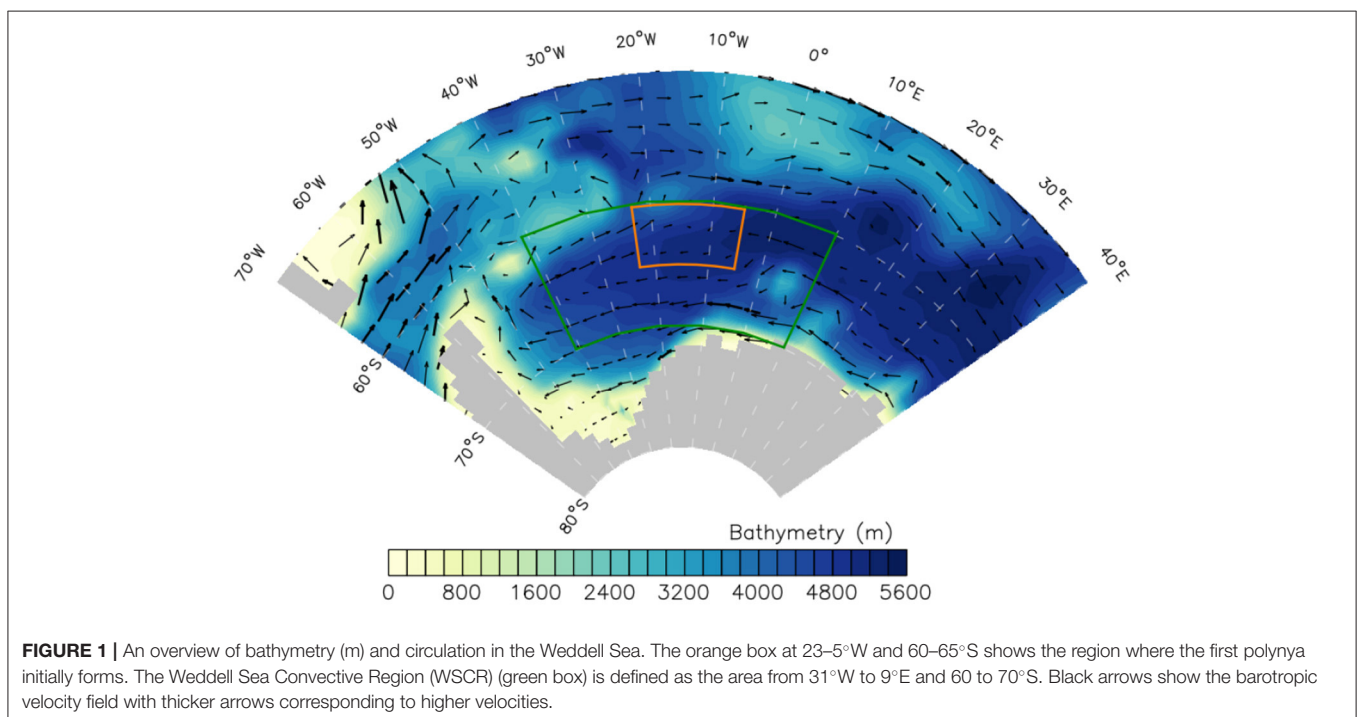 70°W
60°W
50°W
40°W
30°W
20°W
10°W
0°
10°E
20°E
30°E
40°E
60°S
70°S
80°S
Bathymetry (m)
0 800 1600 2400 3200 4000 4800 5600
FIGURE 1 | An overview of bathymetry (m) and circulation in the Weddell Sea. The orange box at 23–5°W and 60–65°S shows the region where the first polynya
initially forms. The Weddell Sea Convective Region (WSCR) (green box) is defined as the area from 31°W to 9°E and 60 to 70°S. Black arrows show the barotropic
velocity field with thicker arrows corresponding to higher velocities.